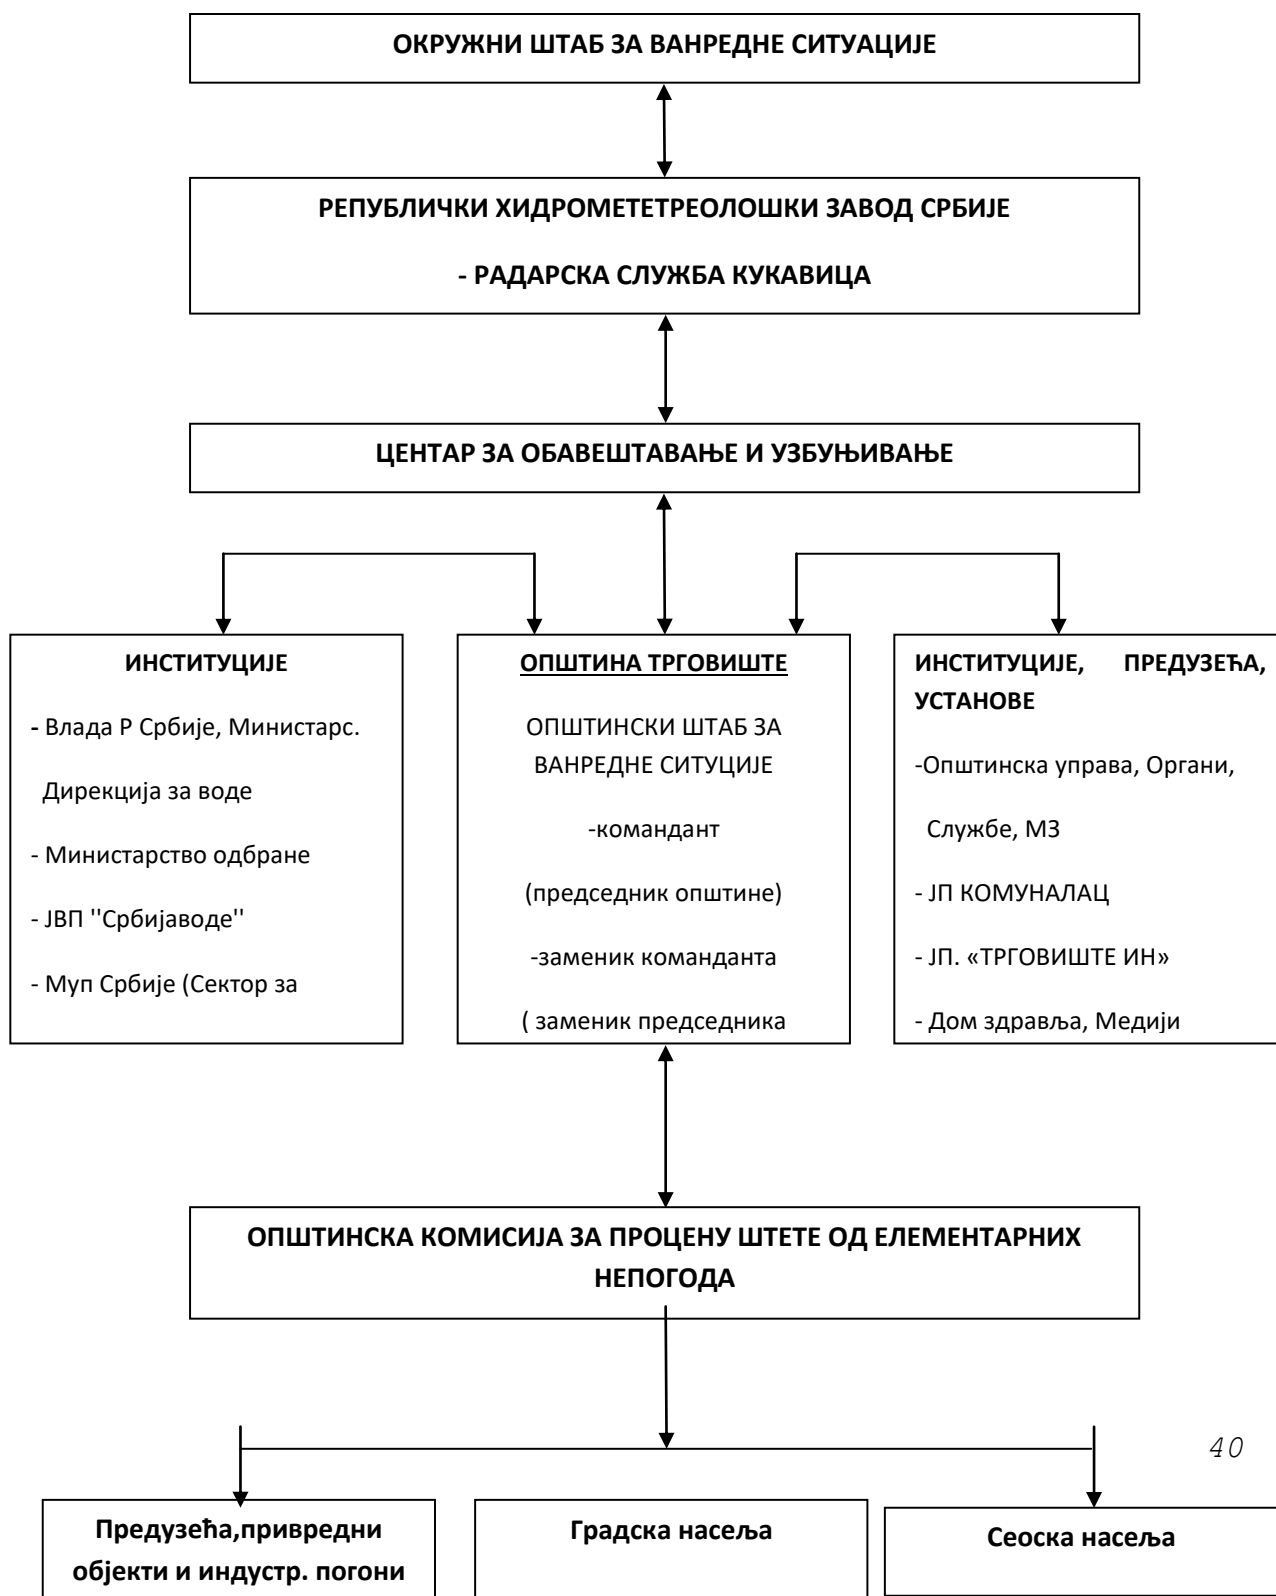 ОКРУЖНИ ШТАБ ЗА ВАНРЕДНЕ СИТУАЦИЈЕ
РЕПУБЛИЧКИ ХИДРОМЕТЕТРЕОЛОШКИ ЗАВОД СРБИЈЕ
- РАДАРСКА СЛУЖБА КУКАВИЦА
ЦЕНТАР ЗА ОБАВЕШТАВАЊЕ И УЗБУЊИВАЊЕ
ИНСТИТУЦИЈЕ
- Влада Р Србије, Министарс.
Дирекција за воде
- Министарство одбране
- ЈВП ''Србијаводе''
- Муп Србије (Сектор за
ОПШТИНА ТРГОВИШТЕ
ОПШТИНСКИ ШТАБ ЗА
ВАНРЕДНЕ СИТУЦИЈЕ
-командант
(председник општине)
-заменик команданта
( заменик председника
ИНСТИТУЦИЈЕ, ПРЕДУЗЕЋА,
УСТАНОВЕ
-Општинска управа, Органи,
Службе, МЗ
- ЈП КОМУНАЛАЦ
- ЈП. «ТРГОВИШТЕ ИН»
- Дом здравља, Медији
ОПШТИНСКА КОМИСИЈА ЗА ПРОЦЕНУ ШТЕТЕ ОД ЕЛЕМЕНТАРНИХ
НЕПОГОДА
40
Предузећа,привредни
објекти и индустр. погони
Градска насеља
Сеоска насеља